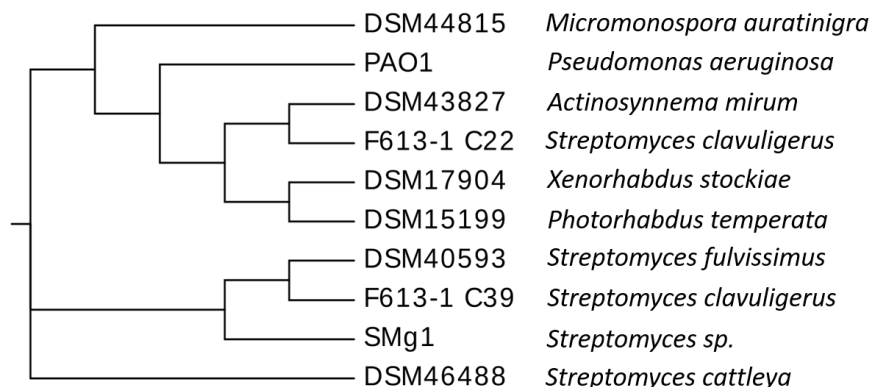 DSM44815 Micromonospora auratinigra
PAO1 Pseudomonas aeruginosa
DSM43827 Actinosynnema mirum
F613-1 C22 Streptomyces clavuligerus
DSM17904 Xenorhabdus stockiae
DSM15199 Photorhabdus temperata
DSM40593 Streptomyces fulvissimus
F613-1 C39 Streptomyces clavuligerus
SMg1 Streptomyces sp.
DSM46488 Streptomyces cattleya